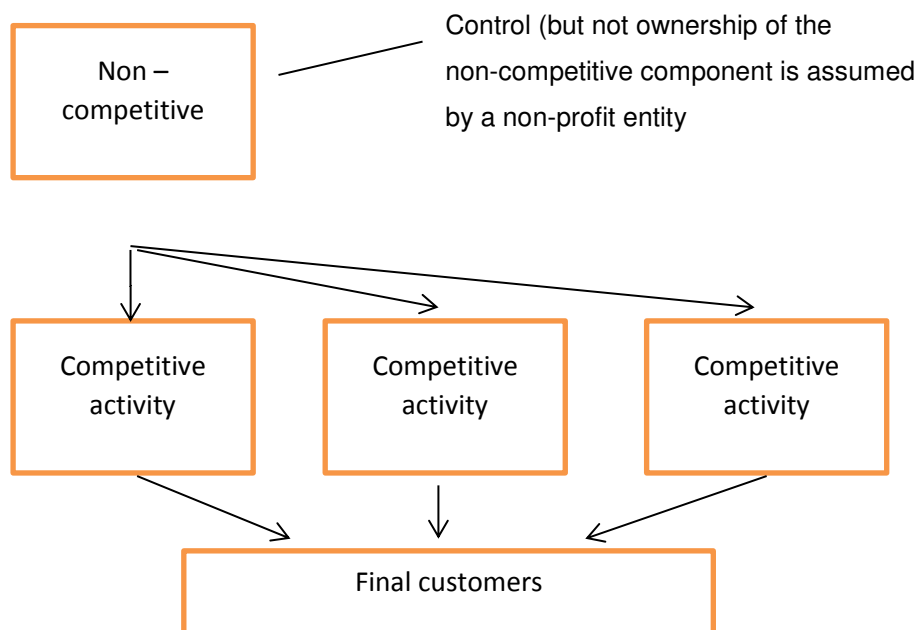 Non –
competitive
Control (but not ownership of the
non-competitive component is assumed
by a non-profit entity
Competitive
activity
Competitive
activity
Competitive
activity
Final customers